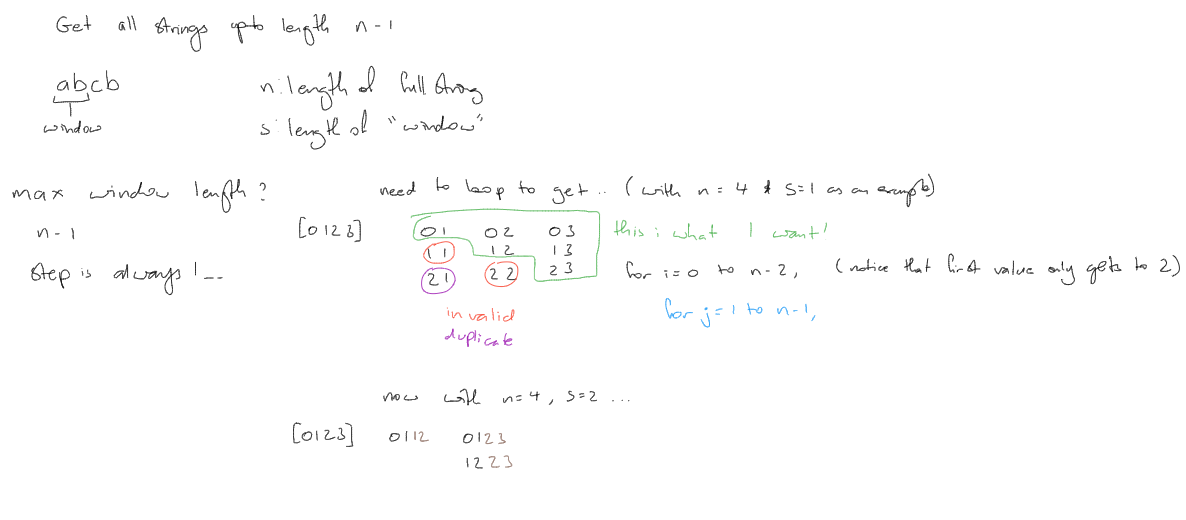 Get all strings upto length n-1
abcb
window
n: length of full string
s: length of "window"
max window length?
n-1
step is always 1...
need to loop to get.. (with n = 4 & s=1 as an example)
[0123]
01 02 03
11 12 13
21 22 23
this i what I want!
invalid
duplicate
for i=0 to n-2, (notice that first value only gets to 2)
for j=1 to n-1,
now with n=4, s=2 ...
[0123] 0112 0123
1223